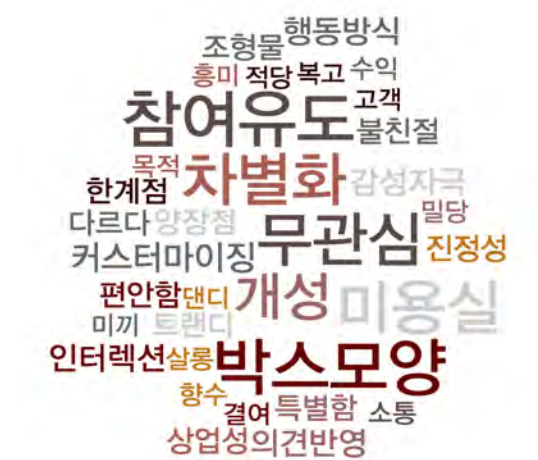 조형물 행동방식
흥미 적당 복고 수익
참여유도 고객
불친절
목적 차별화 감성자극
한계점 밀당
다르다 양장점 무관심
커스터마이징 진정성
편안함 댄디 개성 미용실
미끼 트랜디
인터렉션 살롱 박스모양
향수
결여 특별함 소통
상업성 의견반영